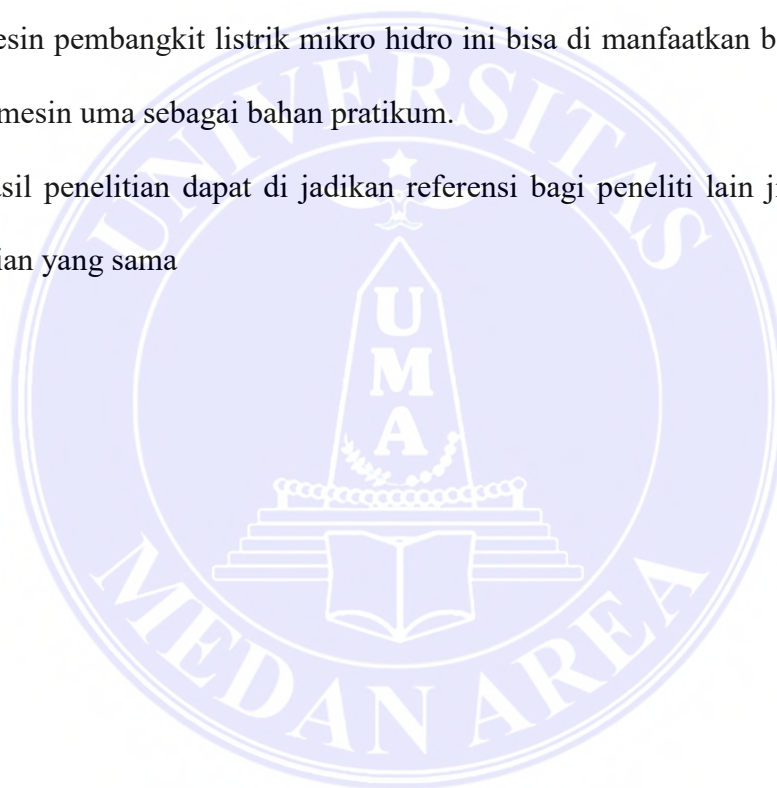 esin pembangkit listrik mikro hidro ini bisa di manfaatkan b
mesin uma sebagai bahan pratikum.
sil penelitian dapat di jadikan referensi bagi peneliti lain j
ian yang sama
UNIVERSITAS
UMA
MEDAN AREA